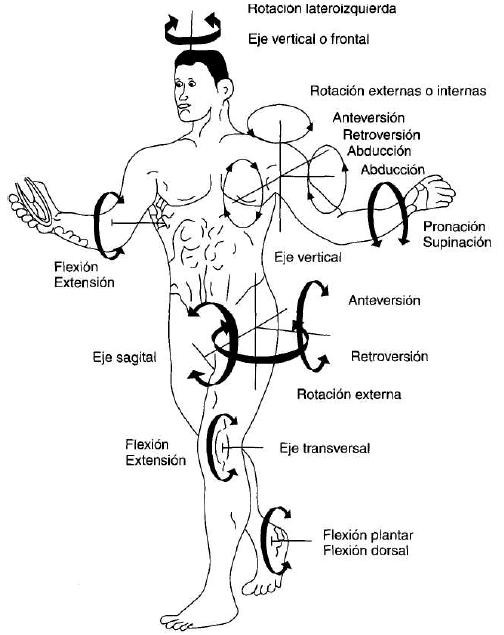 Rotación lateroizquierda
Eje vertical o frontal
Rotación externas o internas
Anteversión
Retroversión
Abducción
Abducción
Pronación
Supinación
Flexión
Extensión
Eje vertical
Anteversión
Eje sagital
Retroversión
Rotación externa
Flexión
Extensión
Eje transversal
Flexión plantar
Flexión dorsal